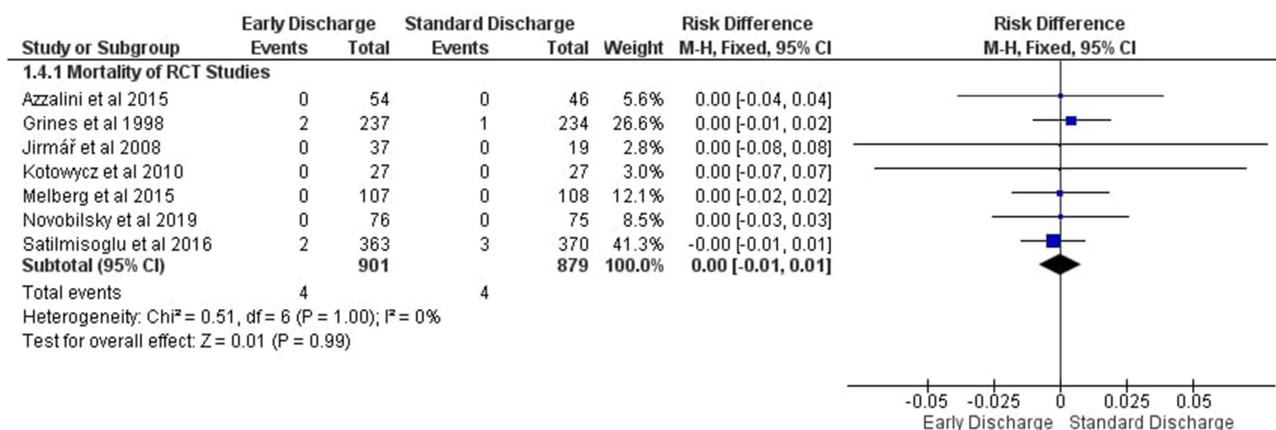 Early Discharge Standard Discharge Risk Difference Risk Difference
Study or Subgroup Events Total Events Total Weight M-H, Fixed, 95% CI M-H, Fixed, 95% CI
1.4.1 Mortality of RCT Studies
Azzalini et al 2015 0 54 0 46 5.6% 0.00 [-0.04, 0.04]
Grines et al 1998 2 237 1 234 26.6% 0.00 [-0.01, 0.02]
Jirmář et al 2008 0 37 0 19 2.8% 0.00 [-0.08, 0.08]
Kotowycz et al 2010 0 27 0 27 3.0% 0.00 [-0.07, 0.07]
Melberg et al 2015 0 107 0 108 12.1% 0.00 [-0.02, 0.02]
Novobilsky et al 2019 0 76 0 75 8.5% 0.00 [-0.03, 0.03]
Satilmisoglu et al 2016 2 363 3 370 41.3% -0.00 [-0.01, 0.01]
Subtotal (95% CI) 901 879 100.0% 0.00 [-0.01, 0.01]
Total events 4 4
Heterogeneity: Chi² = 0.51, df = 6 (P = 1.00); I² = 0%
Test for overall effect: Z = 0.01 (P = 0.99)
-0.05 -0.025 0 0.025 0.05
Early Discharge Standard Discharge